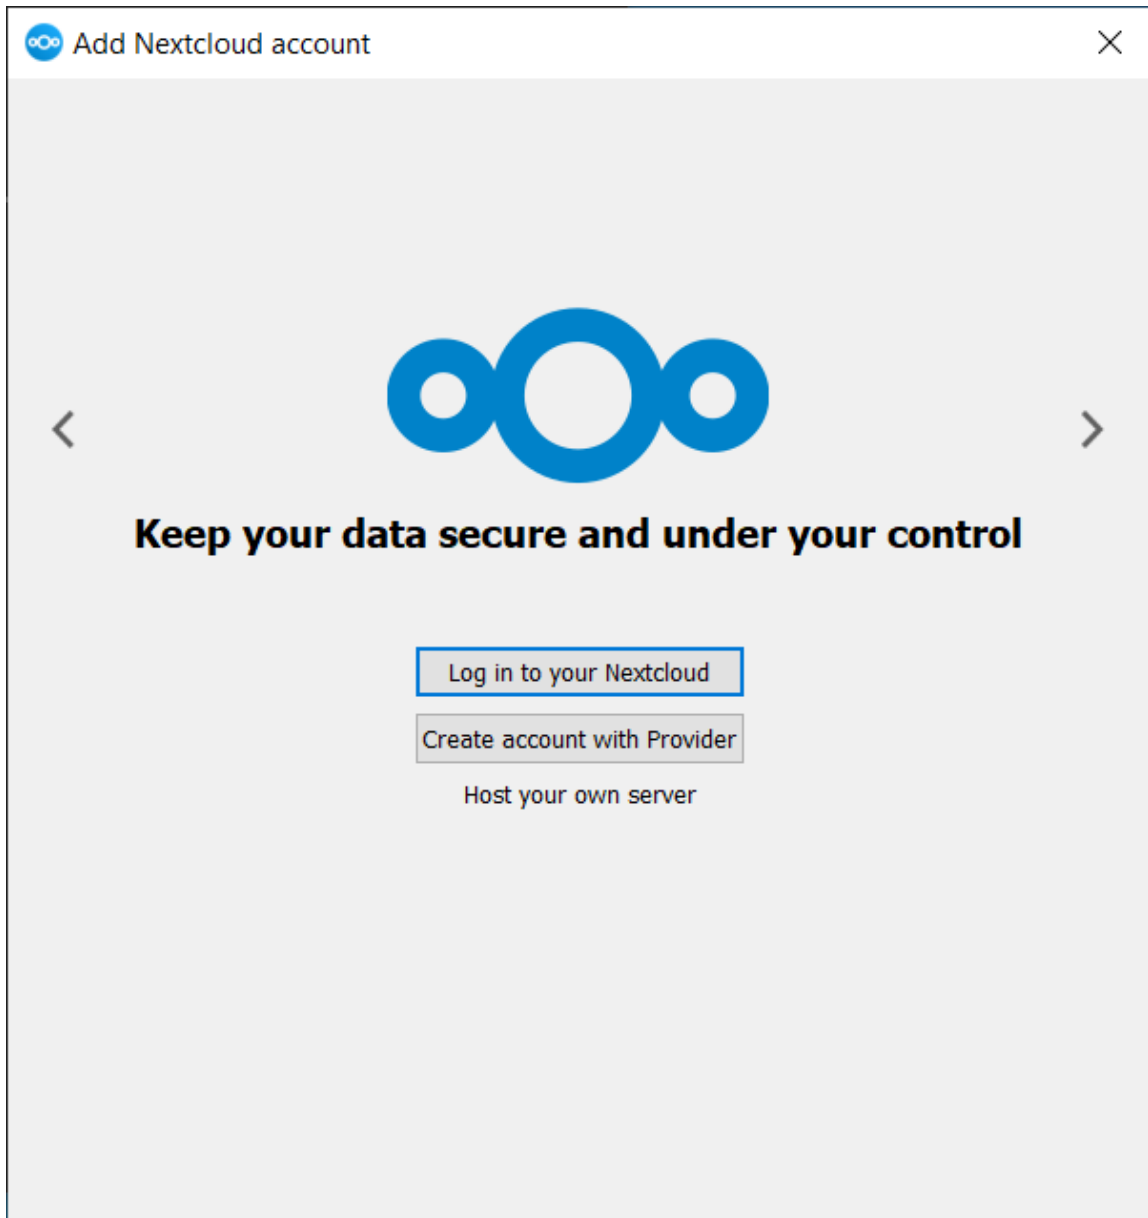 Add Nextcloud account
Keep your data secure and under your control
Log in to your Nextcloud
Create account with Provider
Host your own server